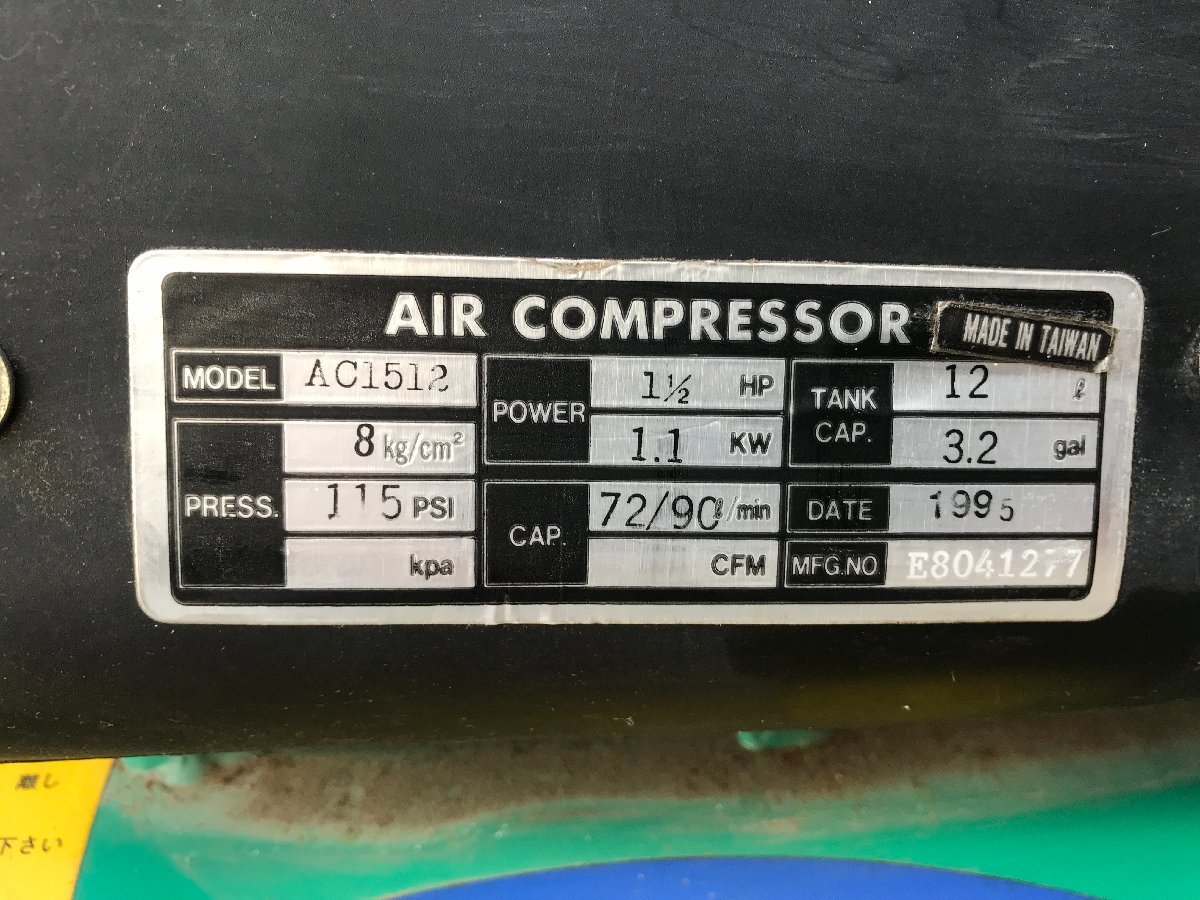 AIR COMPRESSOR
MADE IN TAIWAN
MODEL AC1512
PRESS. 8 kg/cm²
115 PSI
kpa
POWER 1½ HP
1.1 KW
CAP. 72/90 ℓ/min
CFM
TANK CAP. 12 ℓ
3.2 gal
DATE 1995
MFG.NO E8041277
離し
下さい